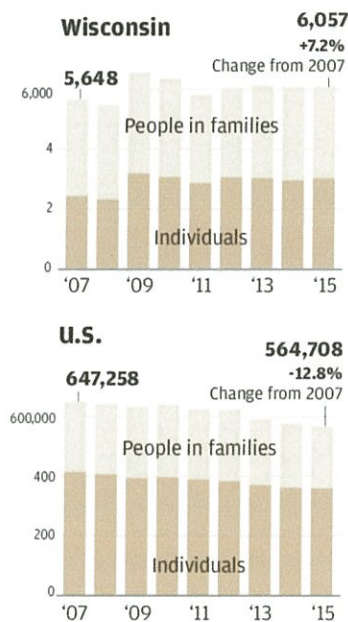 Wisconsin
6,057
+7.2%
Change from 2007
5,648
6,000
People in families
4
2
Individuals
0
‘07 ‘09 ‘11 ‘13 ‘15
U.S.
564,708
-12.8%
Change from 2007
647,258
600,000
People in families
400
200
Individuals
0
‘07 ‘09 ‘11 ‘13 ‘15